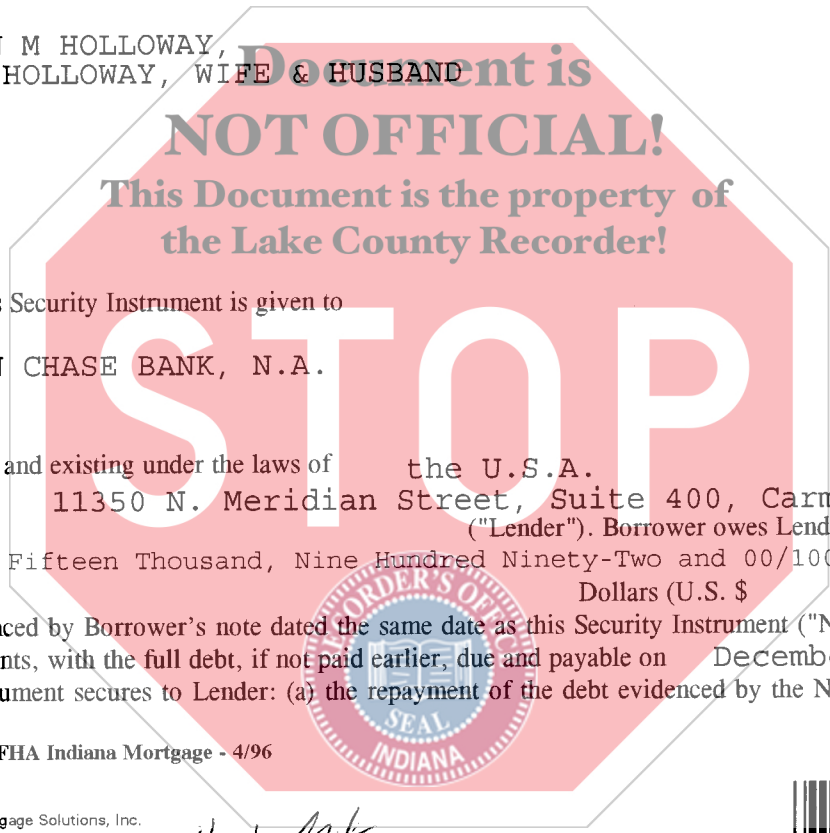 M HOLLOWAY,
HOLLOWAY, WIFE & HUSBAND
Document is
NOT OFFICIAL!
This Document is the property of
the Lake County Recorder!
Security Instrument is given to
STOP
CHASE BANK, N.A.
and existing under the laws of the U.S.A.
11350 N. Meridian Street, Suite 400, Carm
("Lender"). Borrower owes Lend
Fifteen Thousand, Nine Hundred Ninety-Two and 00/100
Dollars (U.S. $
nced by Borrower's note dated the same date as this Security Instrument ("N
nts, with the full debt, if not paid earlier, due and payable on Decemb
ument secures to Lender: (a) the repayment of the debt evidenced by the N
RECORDER'S OFFICE
SEAL
INDIANA
FHA Indiana Mortgage - 4/96
gage Solutions, Inc.